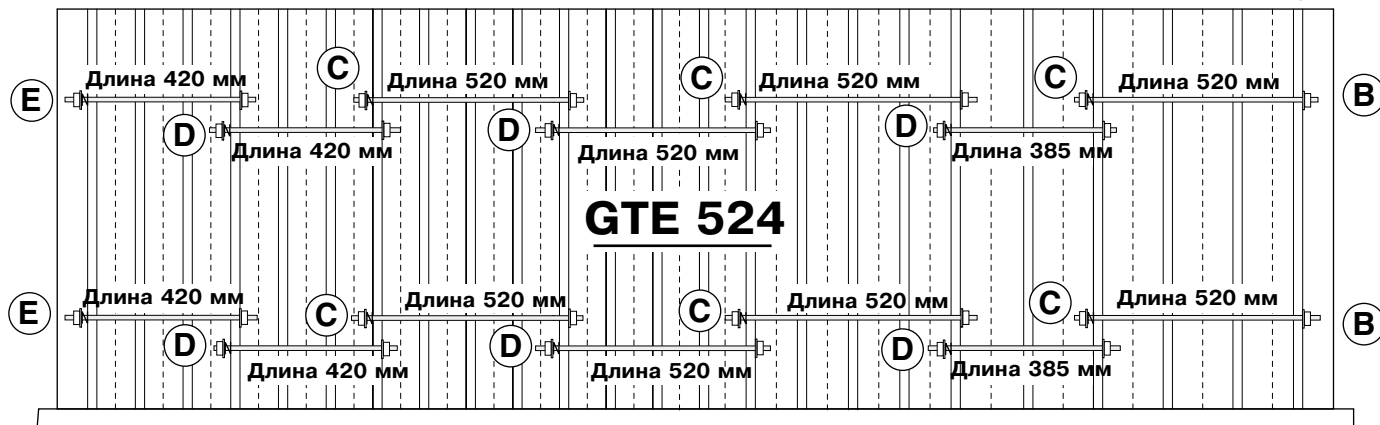 E Длина 420 мм C Длина 520 мм C Длина 520 мм C Длина 520 мм B
D Длина 420 мм D Длина 520 мм D Длина 385 мм
GTE 524
E Длина 420 мм C Длина 520 мм C Длина 520 мм C Длина 520 мм B
D Длина 420 мм D Длина 520 мм D Длина 385 мм